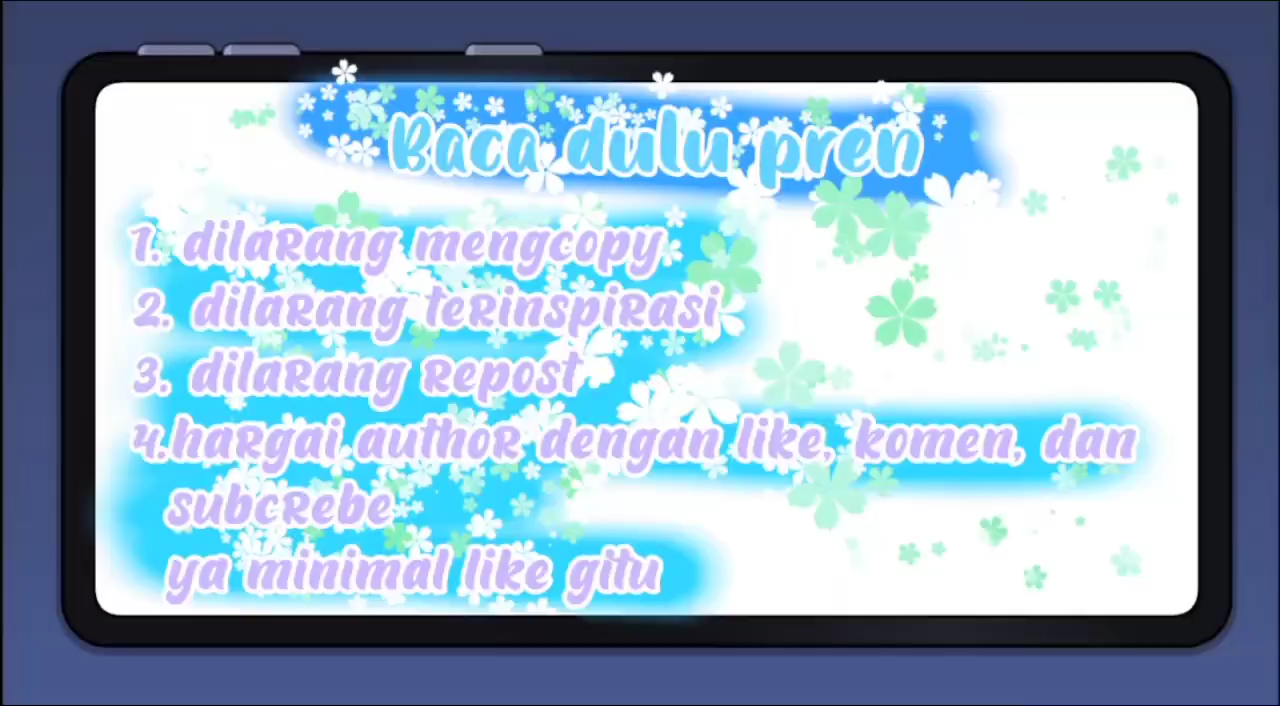 Baca dulu pren
1. dilarang mengcopy
2. dilarang terinspirasi
3. dilarang repost
4.hargai author dengan like, komen, dan
subcrebe
ya minimal like gitu